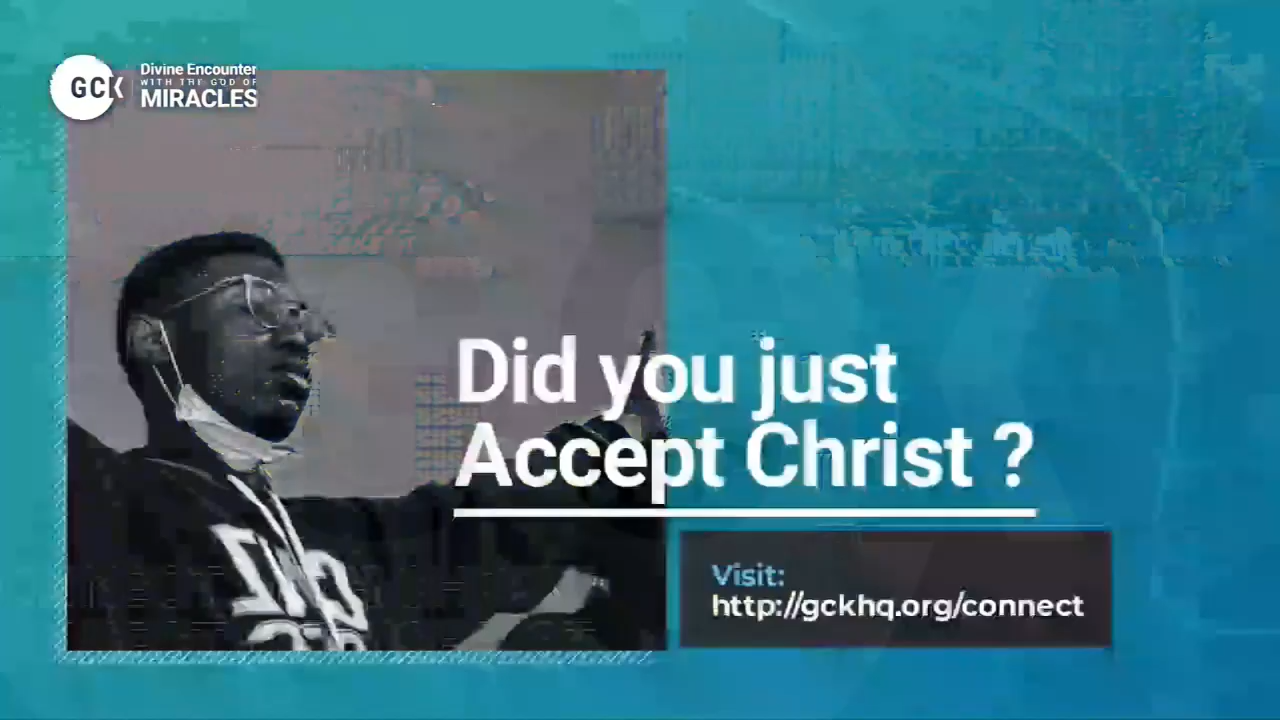 GCK
Divine Encounter
WITH THE GOD OF
MIRACLES
Did you just
Accept Christ ?
Visit:
http://gckhq.org/connect